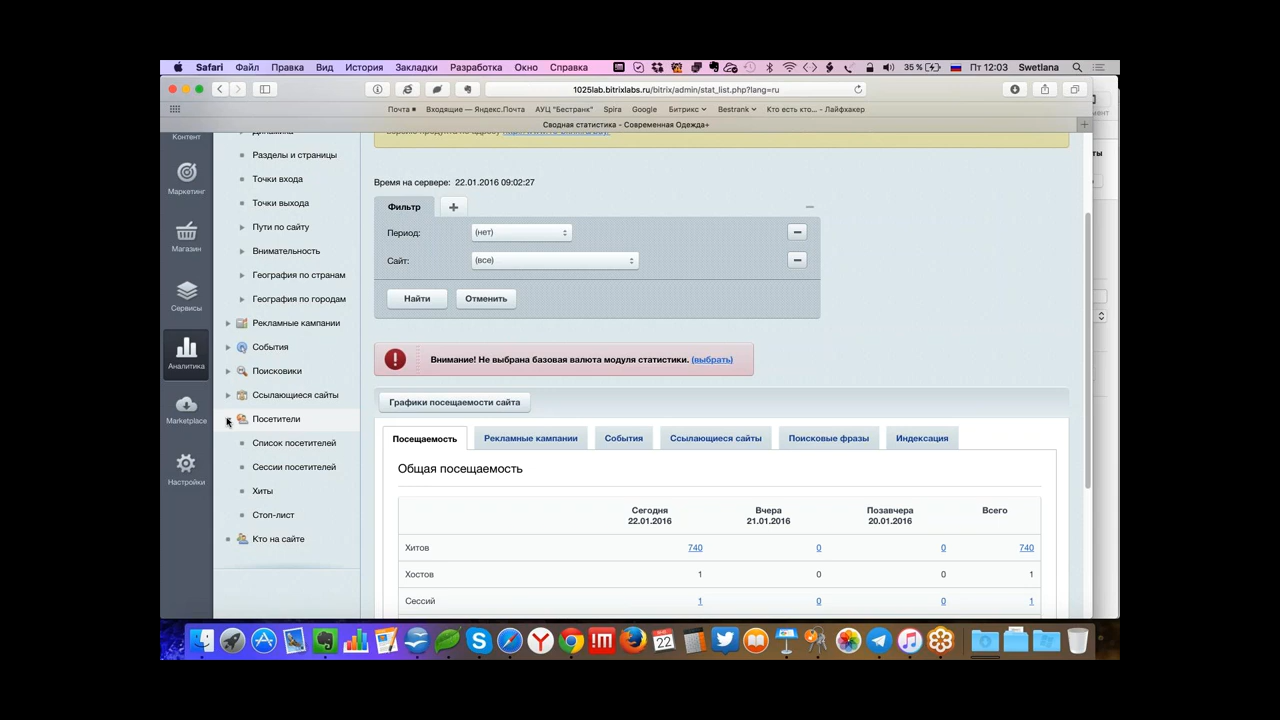 Safari Файл Правка Вид История Закладки Разработка Окно Справка 35 % Пт 12:03 Swetlana
1025lab.bitrixlabs.ru/bitrix/admin/stat_list.php?lang=ru
Почта Входящие — Яндекс.Почта АУЦ "Бестранк" Spira Google Битрикс Bestrank Кто есть кто... - Лайфхакер
Сводная статистика - Современная Одежда+
Контент
Маркетинг
Магазин
Сервисы
Аналитика
Marketplace
Настройки
Динамика
Разделы и страницы
Точки входа
Точки выхода
Пути по сайту
Внимательность
География по странам
География по городам
Рекламные кампании
События
Поисковики
Ссылающиеся сайты
Посетители
Список посетителей
Сессии посетителей
Хиты
Стоп-лист
Кто на сайте
Время на сервере: 22.01.2016 09:02:27
Фильтр
Период: (нет)
Сайт: (все)
Найти Отменить
Внимание! Не выбрана базовая валюта модуля статистики. (выбрать)
Графики посещаемости сайта
Посещаемость Рекламные кампании События Ссылающиеся сайты Поисковые фразы Индексация
Общая посещаемость
Сегодня Вчера Позавчера Всего
22.01.2016 21.01.2016 20.01.2016
Хитов 740 0 0 740
Хостов 1 0 0 1
Сессий 1 0 0 1
22